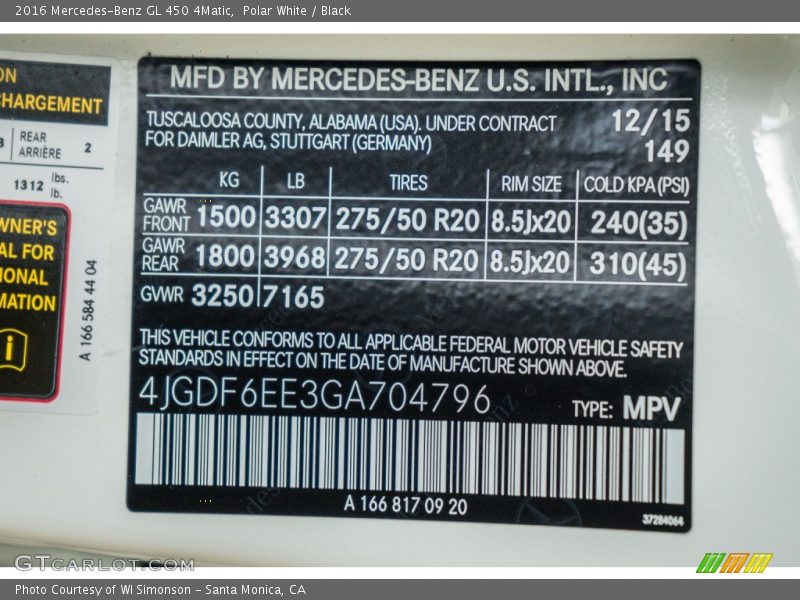 2016 Mercedes-Benz GL 450 4Matic,  Polar White / Black
ON
CHARGEMENT
REAR
ARRIÈRE
2
1312 lbs.
lb.
WNER'S
AL FOR
IONAL
MATION
A 166 584 44 04
MFD BY MERCEDES-BENZ U.S. INTL., INC
TUSCALOOSA COUNTY, ALABAMA (USA). UNDER CONTRACT
FOR DAIMLER AG, STUTTGART (GERMANY)
12/15
149
KG LB TIRES RIM SIZE COLD KPA (PSI)
GAWR FRONT 1500 3307 275/50 R20 8.5Jx20 240(35)
GAWR REAR 1800 3968 275/50 R20 8.5Jx20 310(45)
GVWR 3250 7165
THIS VEHICLE CONFORMS TO ALL APPLICABLE FEDERAL MOTOR VEHICLE SAFETY
STANDARDS IN EFFECT ON THE DATE OF MANUFACTURE SHOWN ABOVE.
4JGDF6EE3GA704796
TYPE: MPV
A 166 817 09 20
37284064
GTCARLOT.COM
Photo Courtesy of WI Simonson - Santa Monica, CA